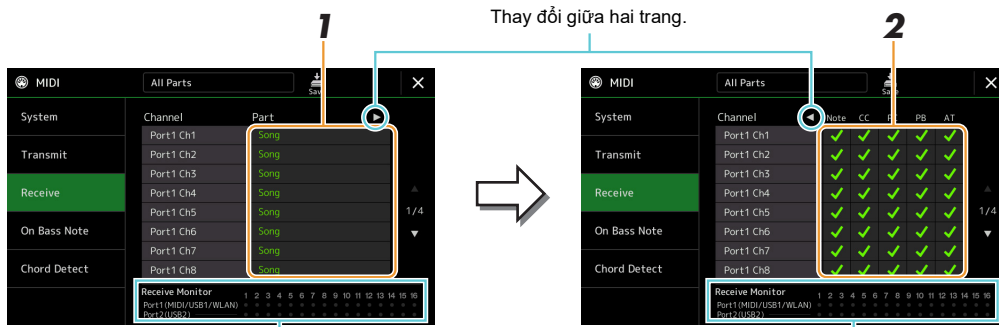 Thay đổi giữa hai trang.
1
MIDI
All Parts
Save
System
Transmit
Receive
On Bass Note
Chord Detect
Channel Part
Port1 Ch1 Song
Port1 Ch2 Song
Port1 Ch3 Song
Port1 Ch4 Song
Port1 Ch5 Song
Port1 Ch6 Song
Port1 Ch7 Song
Port1 Ch8 Song
1/4
Receive Monitor 1 2 3 4 5 6 7 8 9 10 11 12 13 14 15 16
Port1(MIDI/USB1/WLAN)
Port2(USB2)
2
MIDI
All Parts
Save
System
Transmit
Receive
On Bass Note
Chord Detect
Channel Note CC PC PB AT
Port1 Ch1
Port1 Ch2
Port1 Ch3
Port1 Ch4
Port1 Ch5
Port1 Ch6
Port1 Ch7
Port1 Ch8
1/4
Receive Monitor 1 2 3 4 5 6 7 8 9 10 11 12 13 14 15 16
Port1(MIDI/USB1/WLAN)
Port2(USB2)